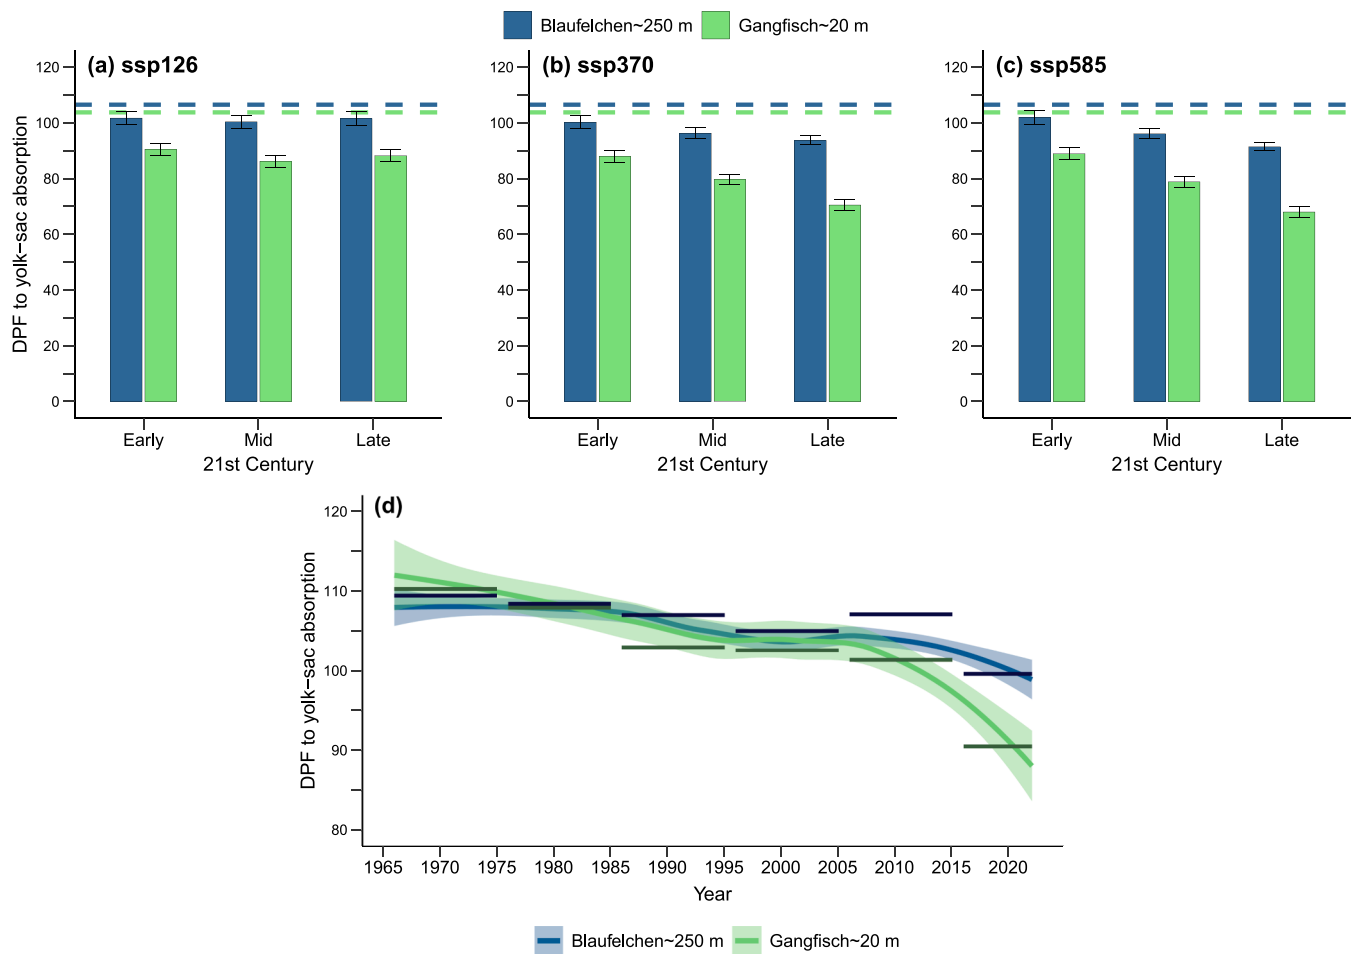 Blaufelchen~250 m Gangfisch~20 m
(a) ssp126
(b) ssp370
(c) ssp585
DPF to yolk−sac absorption
120
100
80
60
40
20
0
120
100
80
60
40
20
0
120
100
80
60
40
20
0
Early Mid Late
Early Mid Late
Early Mid Late
21st Century
21st Century
21st Century
(d)
DPF to yolk−sac absorption
120
110
100
90
80
1965 1970 1975 1980 1985 1990 1995 2000 2005 2010 2015 2020
Year
Blaufelchen~250 m Gangfisch~20 m